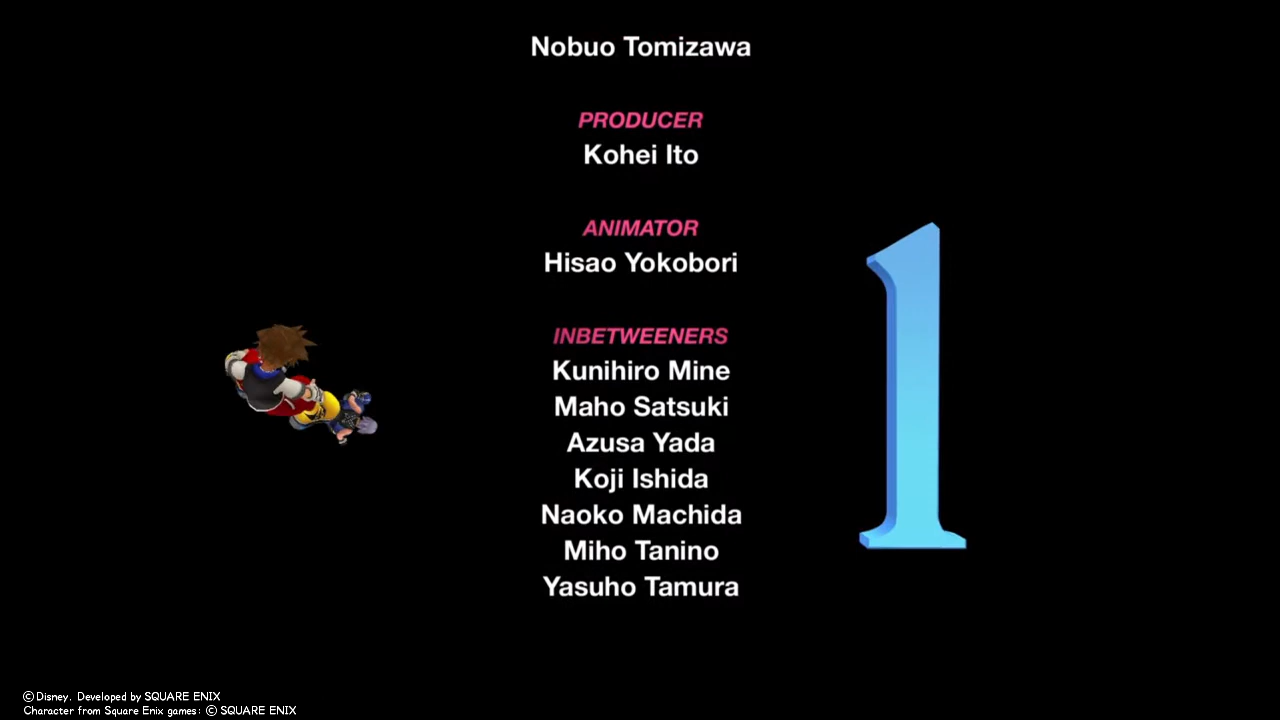 Nobuo Tomizawa
PRODUCER
Kohei Ito
ANIMATOR
Hisao Yokobori
INBETWEENERS
Kunihiro Mine
Maho Satsuki
Azusa Yada
Koji Ishida
Naoko Machida
Miho Tanino
Yasuho Tamura
1
©Disney. Developed by SQUARE ENIX
Character from Square Enix games: © SQUARE ENIX